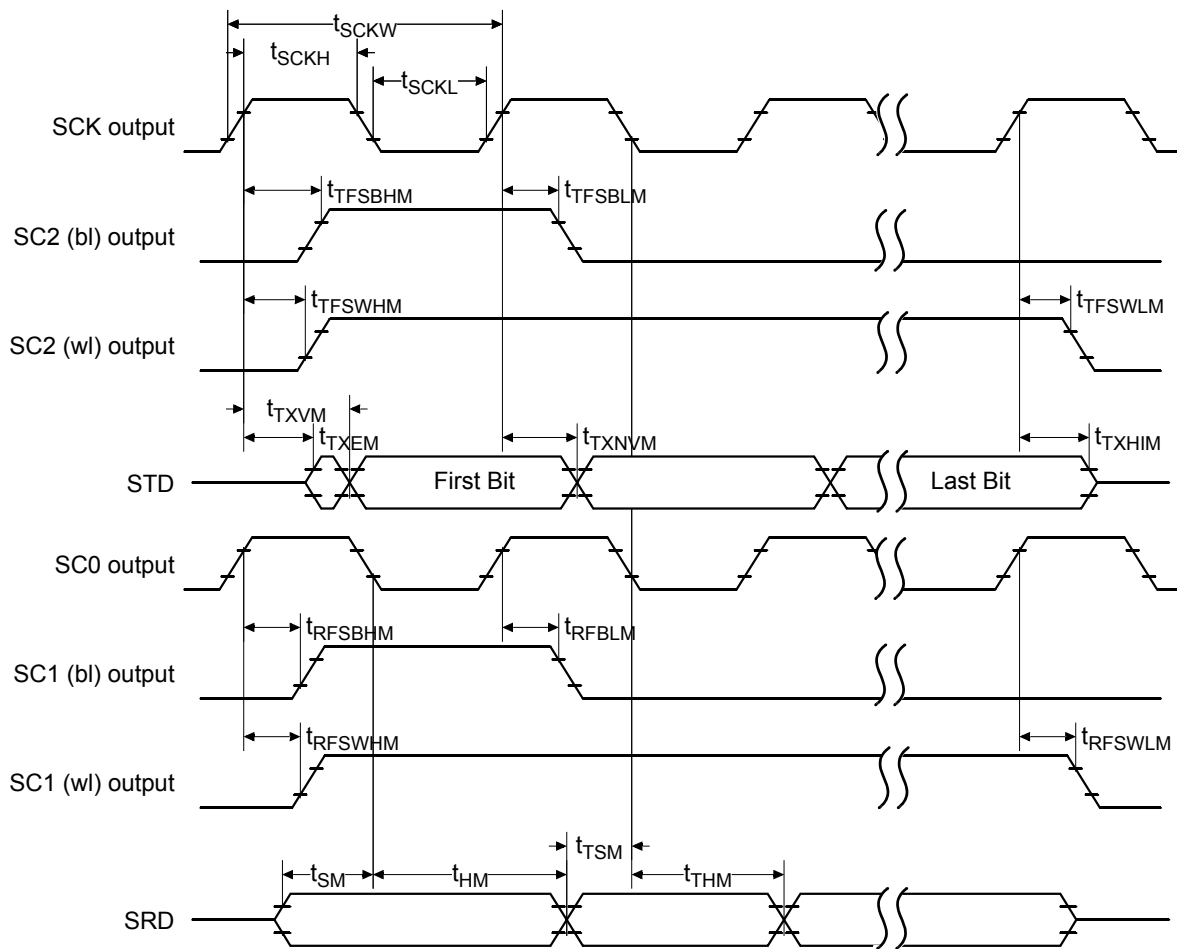 tSCKW
tSCKH
tSCKL
SCK output
tTFSBHM
tTFSBLM
SC2 (bl) output
tTFSWHM
tTFSWLM
SC2 (wl) output
tTXVM
tTXEM
tTXNVM
tTXHIM
STD
First Bit
Last Bit
SC0 output
tRFSBHM
tRFBLM
SC1 (bl) output
tRFSWHM
tRFSWLM
SC1 (wl) output
tTSM
tSM
tHM
tTHM
SRD